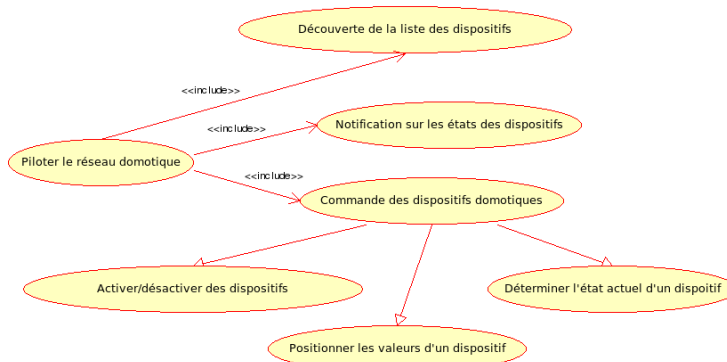 Découverte de la liste des dispositifs
<<include>>
<<include>>
Notification sur les états des dispositifs
Piloter le réseau domotique
<<include>>
Commande des dispositifs domotiques
Activer/désactiver des dispositifs
Déterminer l'état actuel d'un dispoitif
Positionner les valeurs d'un dispositif